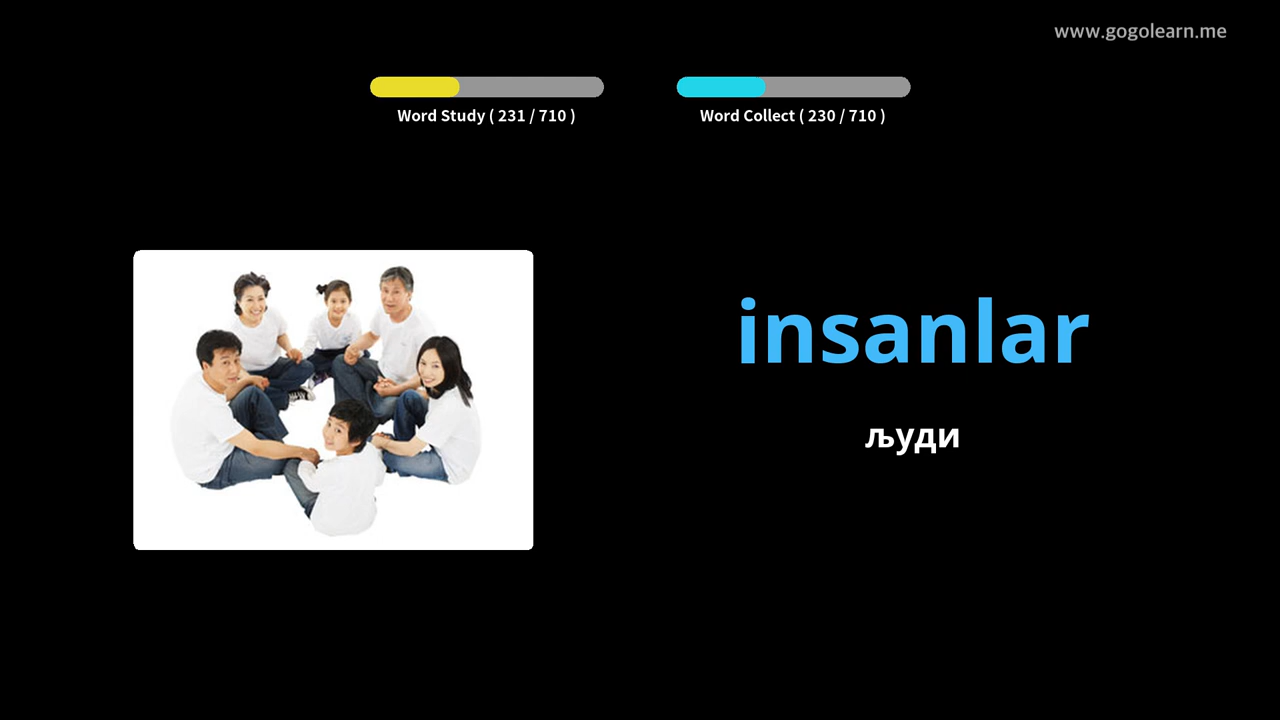 www.gogolearn.me
Word Study ( 231 / 710 )
Word Collect ( 230 / 710 )
insanlar
људи